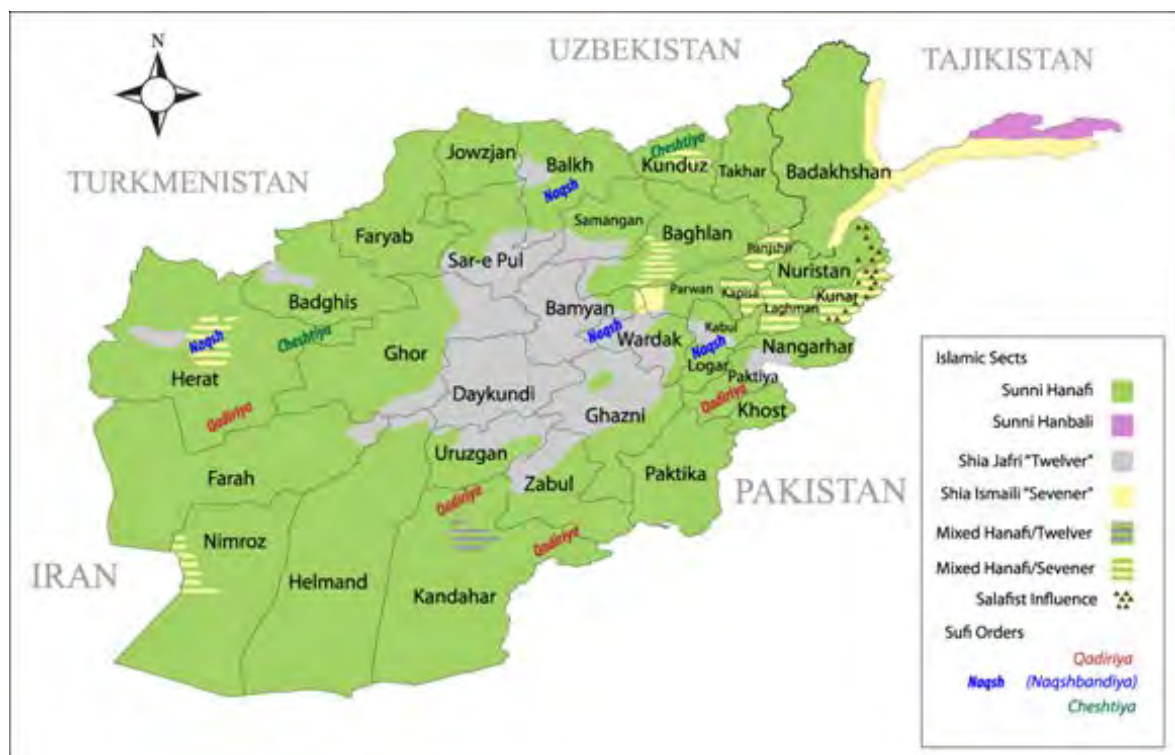 N
UZBEKISTAN
TAJIKISTAN
TURKMENISTAN
Jowzjan
Balkh
Naqsh
Cheshtiya
Kunduz
Takhar
Badakhshan
Faryab
Samangan
Sar-e Pul
Baghlan
Panjshir
Nuristan
Badghis
Bamyan
Parwan
Kapisa
Kunar
Laghman
Naqsh
Cheshtiya
Ghor
Naqsh
Wardak
Kabul
Naqsh
Nangarhar
Herat
Logar
Paktiya
Daykundi
Qadiriya
Ghazni
Qadiriya
Khost
Uruzgan
Farah
Zabul
Paktika
PAKISTAN
Qadiriya
Nimroz
Qadiriya
IRAN
Helmand
Kandahar
Islamic Sects
Sunni Hanafi
Sunni Hanbali
Shia Jafri "Twelver"
Shia Ismaili "Sevener"
Mixed Hanafi/Twelver
Mixed Hanafi/Sevener
Salafist Influence
Sufi Orders
Qadiriya
Naqsh (Naqshbandiya)
Cheshtiya